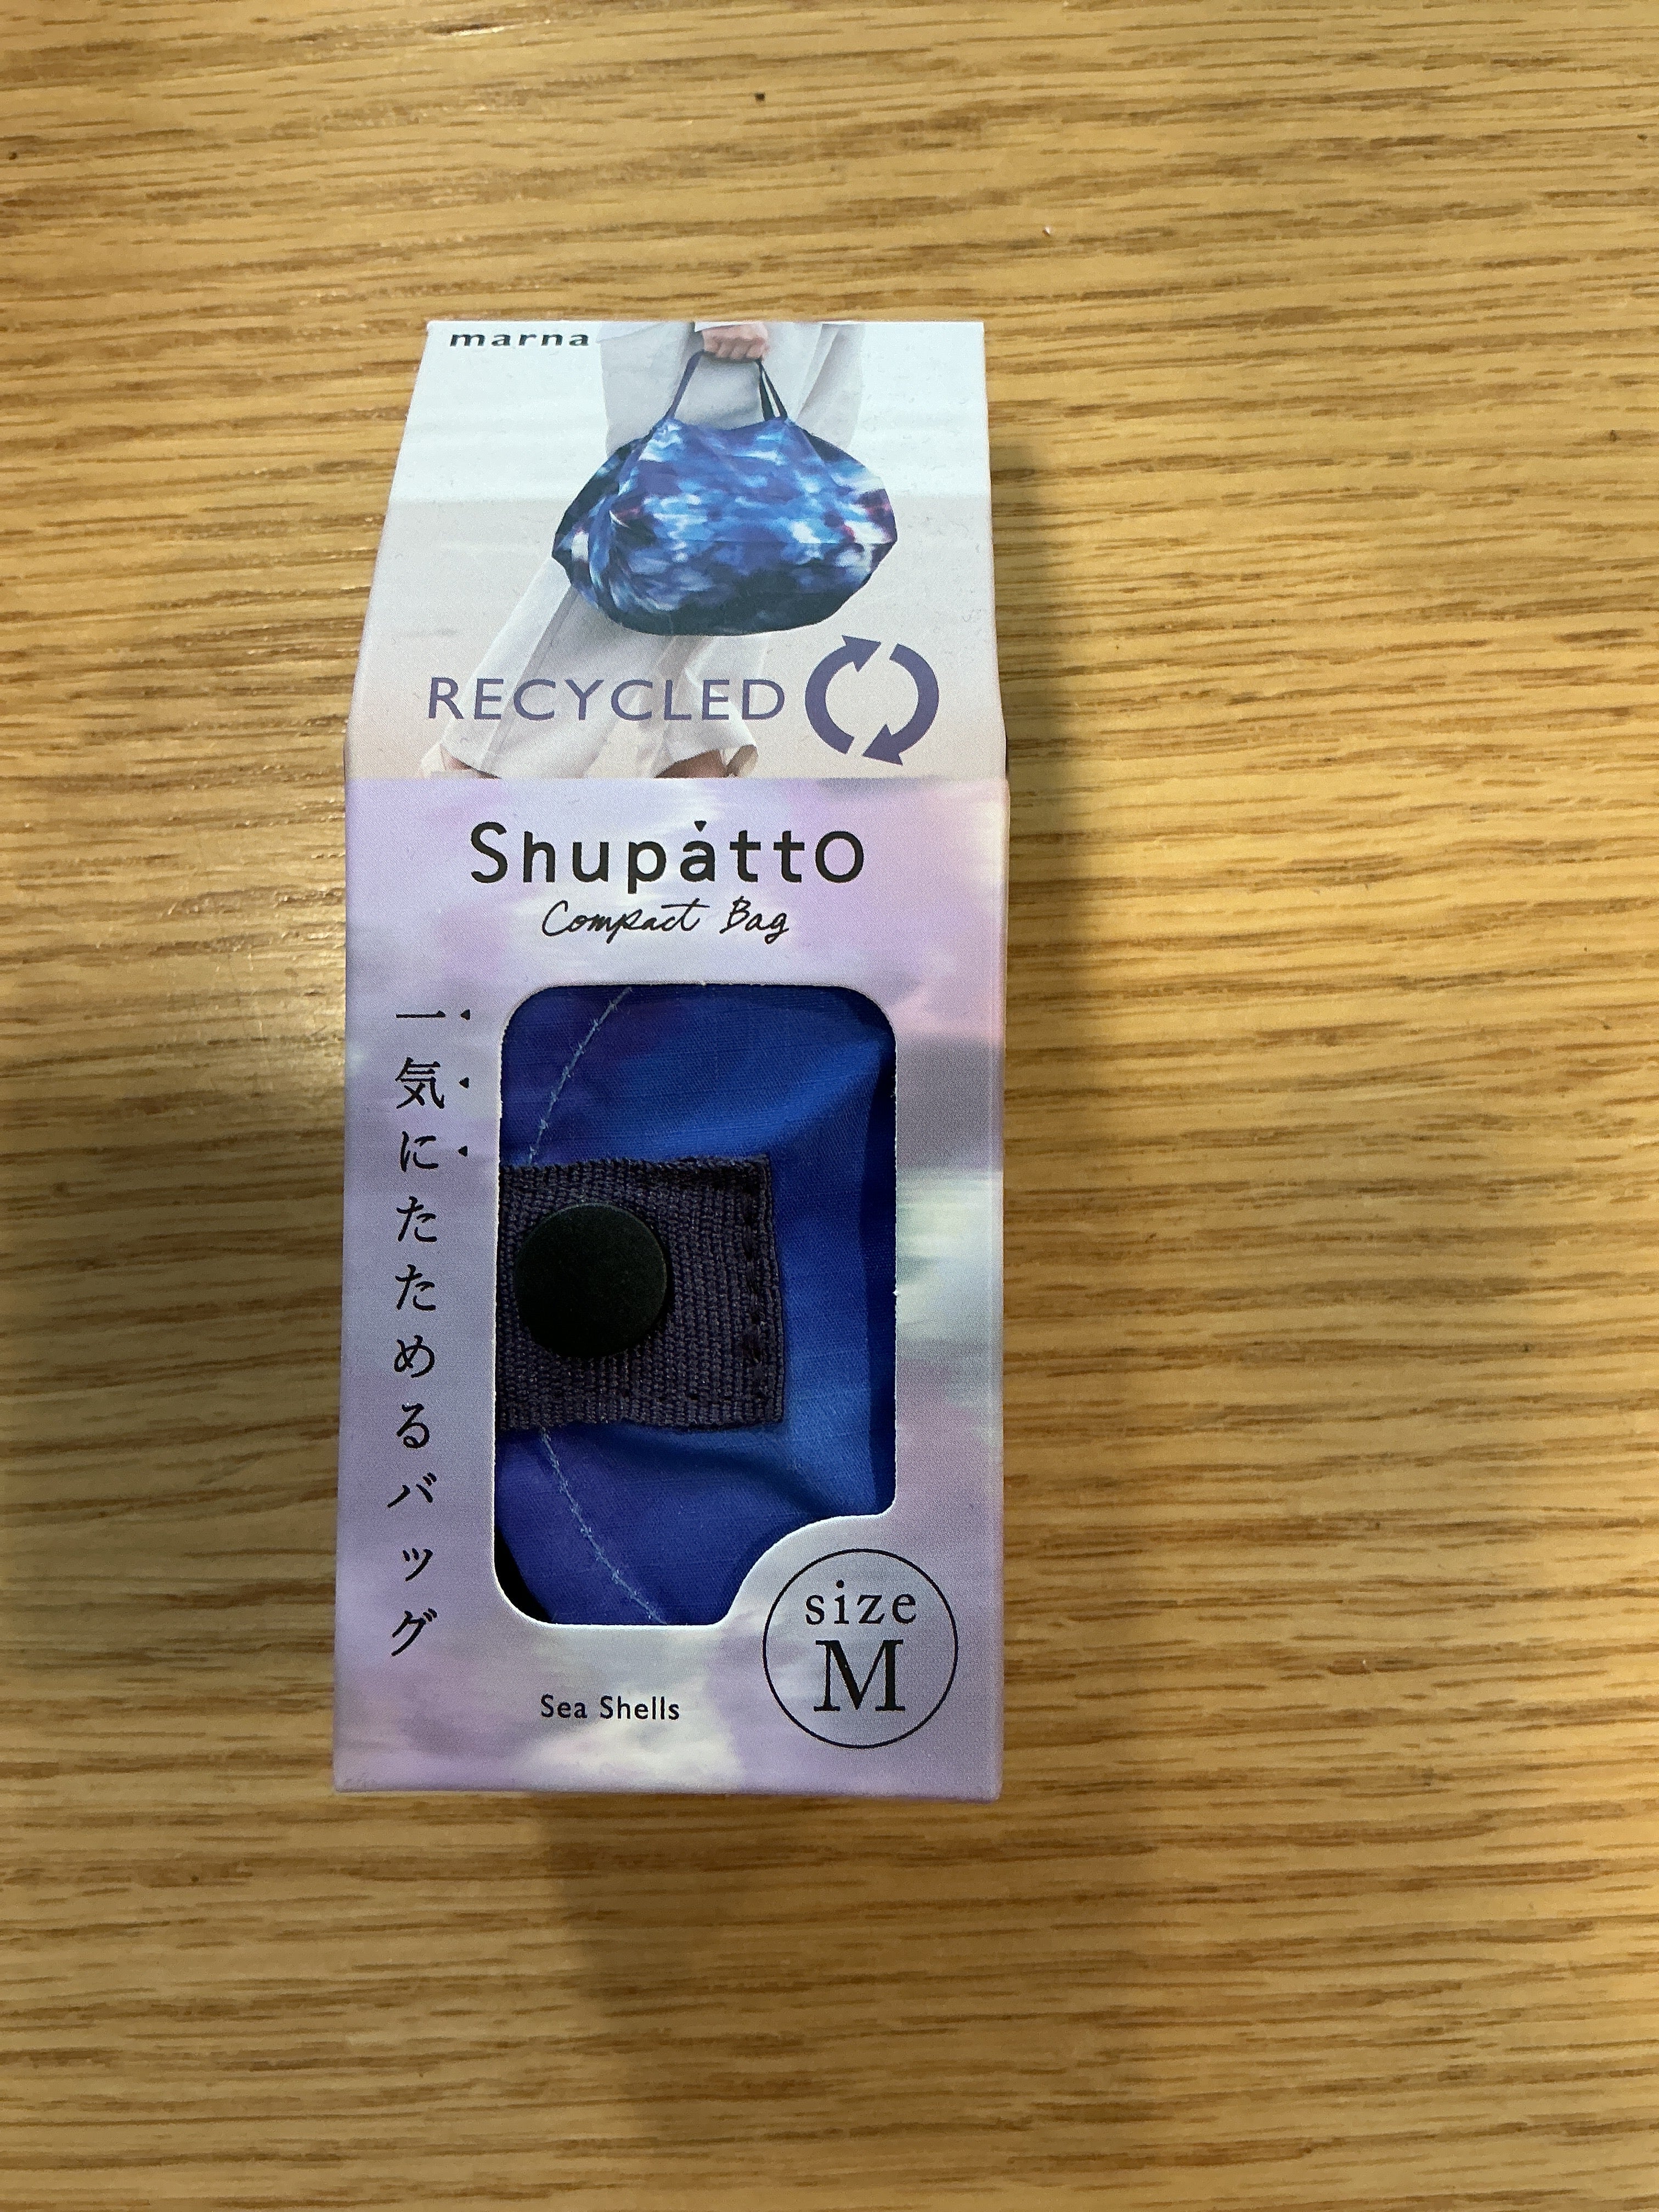 marna
RECYCLED
Shupatto
Compact Bag
一気にたためるバッグ
size
M
Sea Shells